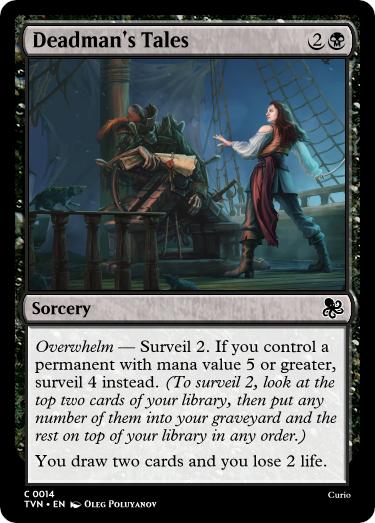 Deadman's Tales 2
Sorcery
Overwhelm — Surveil 2. If you control a
permanent with mana value 5 or greater,
surveil 4 instead. (To surveil 2, look at the
top two cards of your library, then put any
number of them into your graveyard and the
rest on top of your library in any order.)
You draw two cards and you lose 2 life.
C 0014
TVN • EN Oleg Poluyanov
Curio